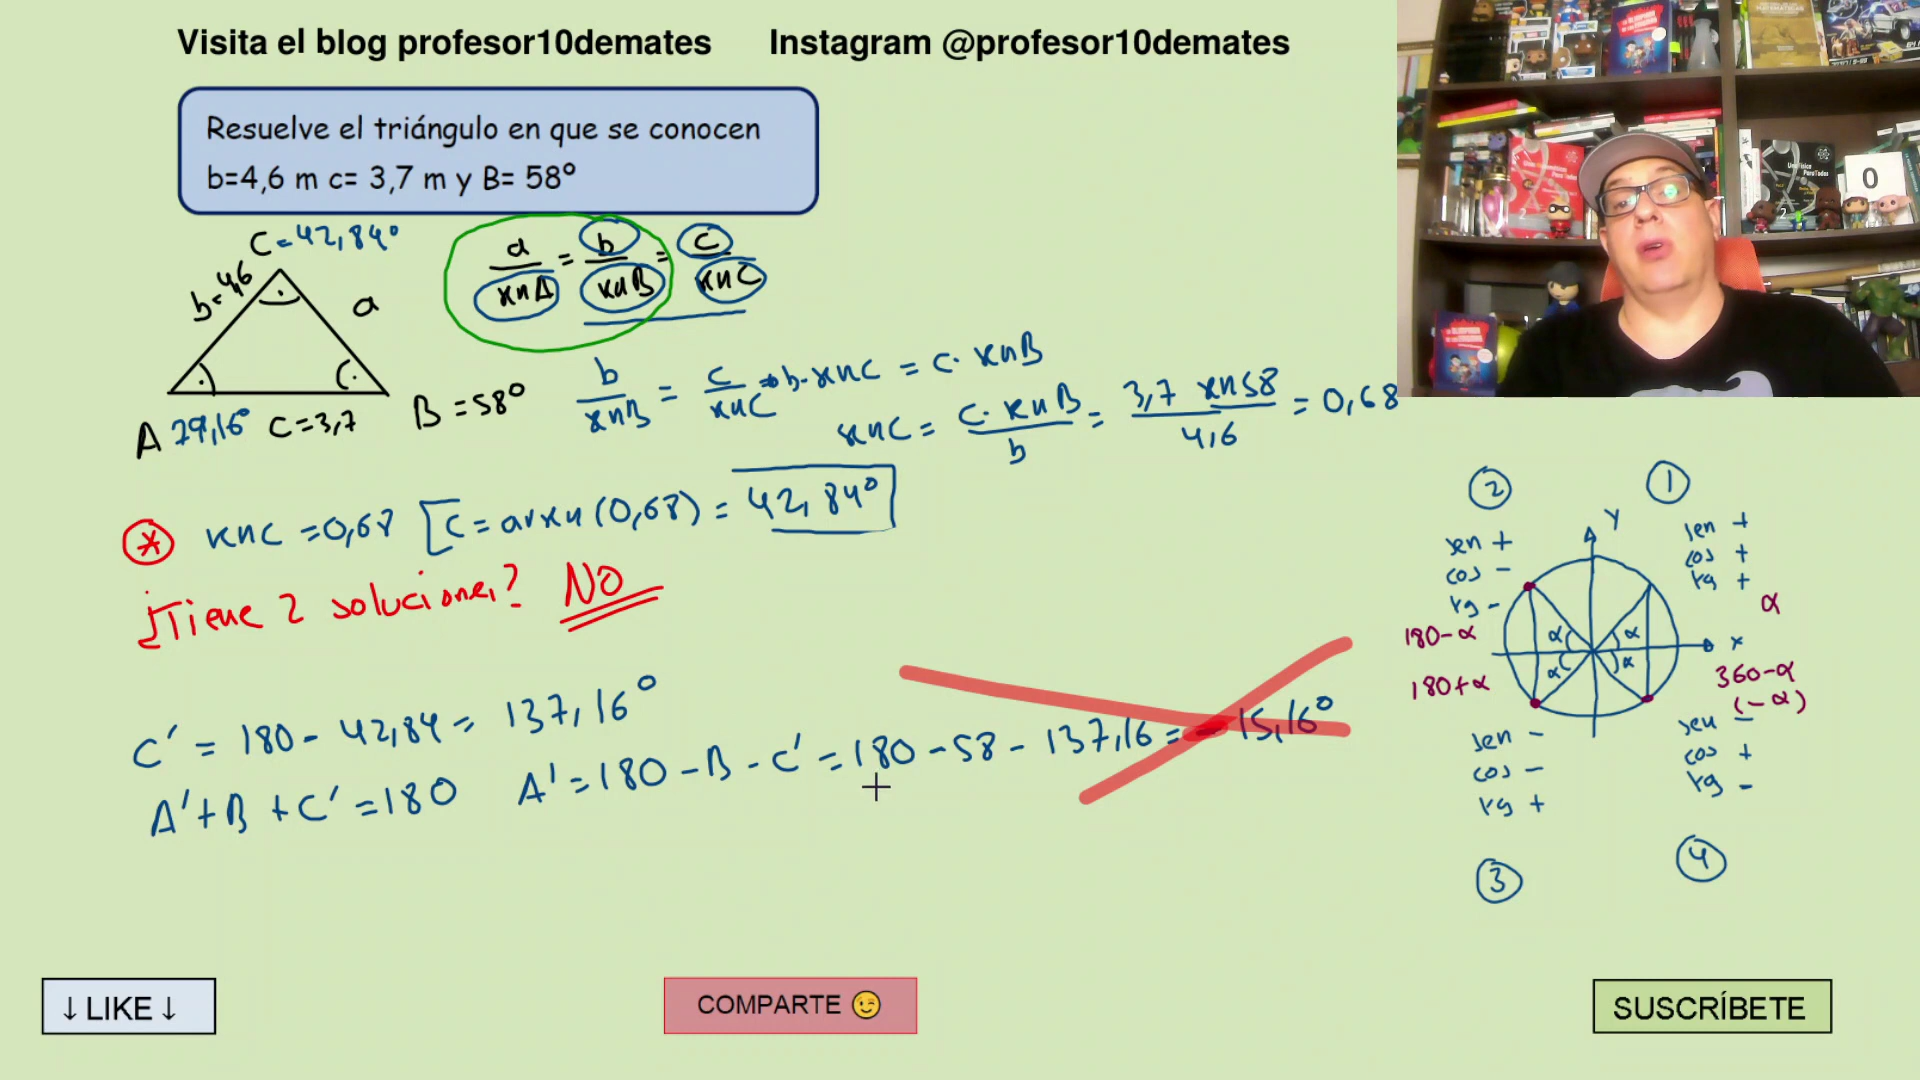 Visita el blog profesor10demates Instagram @profesor10demates
Resuelve el triángulo en que se conocen
b=4,6 m c= 3,7 m y B= 58º
C=42,84º
b=4,6
a
A 79,16º
c=3,7
B=58º
a/senA = b/senB = c/senC
b/senB = c/senC → b·senC = c·senB
senC = c·senB/b = 3,7 sen58/4,6 = 0,68
* senC=0,68 [C=arsen(0,68)= 42,84º
¿Tiene 2 soluciones? NO
C'=180-42,84= 137,16º
A'+B+C'=180 A'=180-B-C'=180-58-137,16=-15,16º
2
1
Y
sen +
cos -
tg -
sen +
cos +
tg +
α
180-α
α
α
x
180+α
α
α
360-α
(-α)
sen -
cos -
tg +
sen -
cos +
tg -
3
4
0
↓LIKE↓
COMPARTE 😉
SUSCRÍBETE